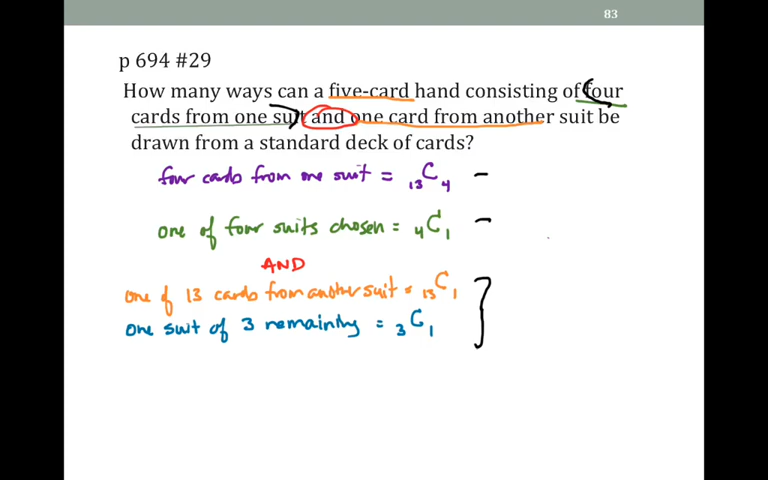 83
p 694 #29
How many ways can a five-card hand consisting of four
cards from one suit and one card from another suit be
drawn from a standard deck of cards?
four cards from one suit = ₁₃C₄
one of four suits chosen = ₄C₁
AND
one of 13 cards from another suit = ₁₃C₁
one suit of 3 remaining = ₃C₁